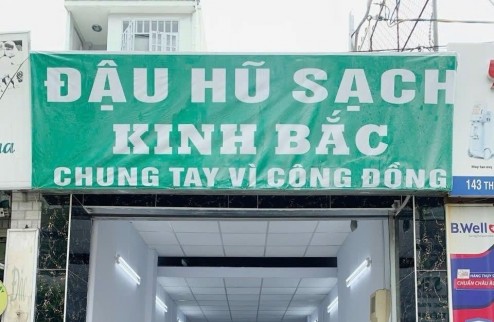 ĐẬU HŨ SẠCH
KINH BẮC
CHUNG TAY VÌ CỘNG ĐỒNG
143 TH
B.Well